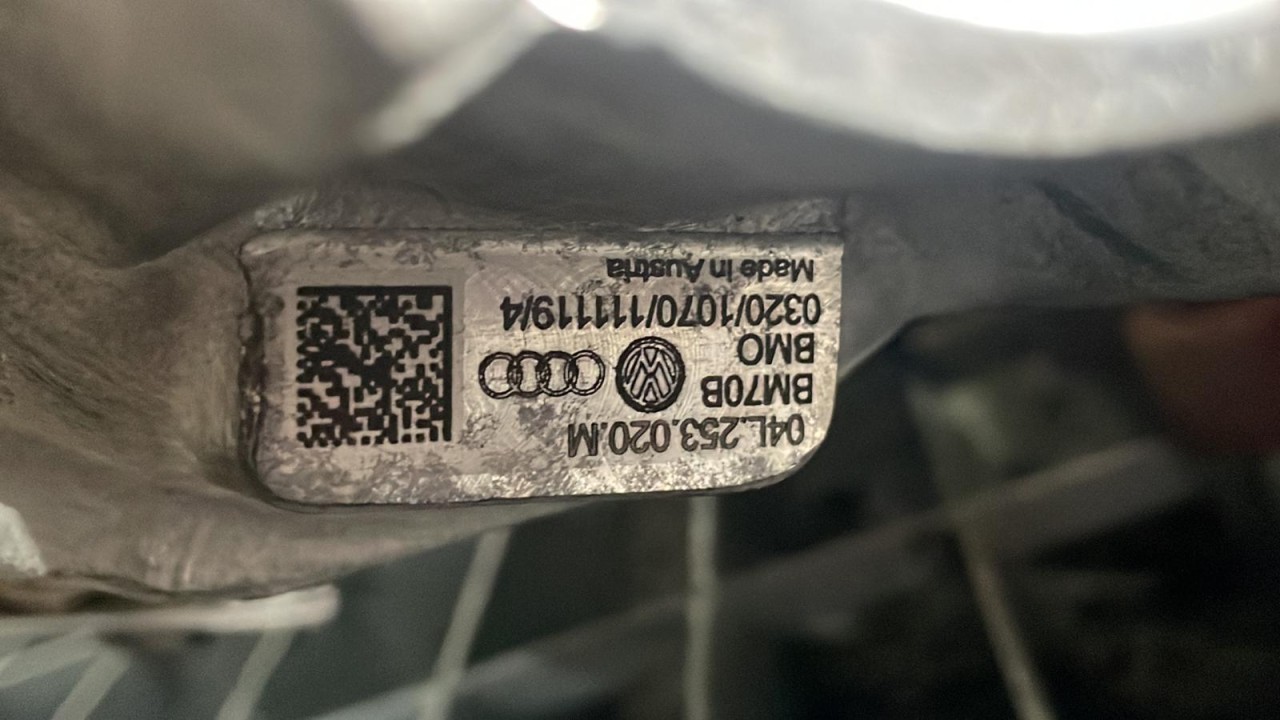 04L.253.020.M
BM70B
BMO
0320/1070/111119/4
Made in Austria